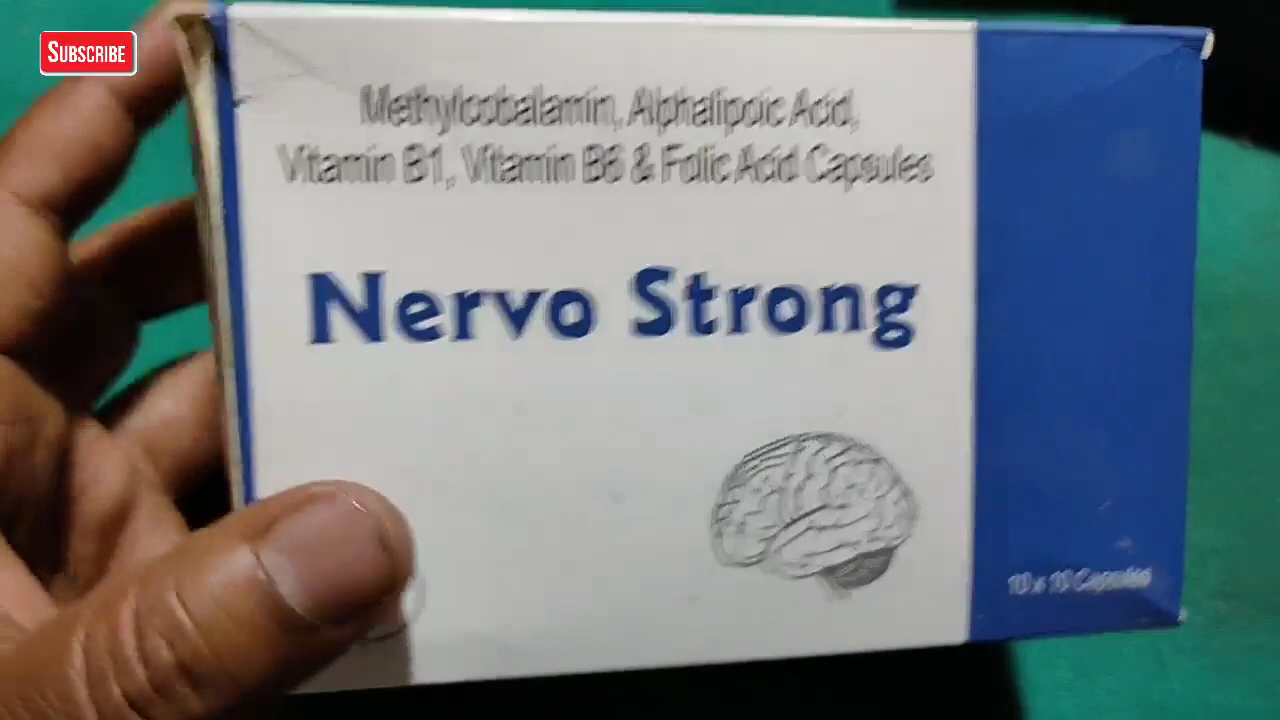 SUBSCRIBE
Methylcobalamin, Alphalipoic Acid,
Vitamin B1, Vitamin B6 & Folic Acid Capsules
Nervo Strong
10 x 10 Capsules